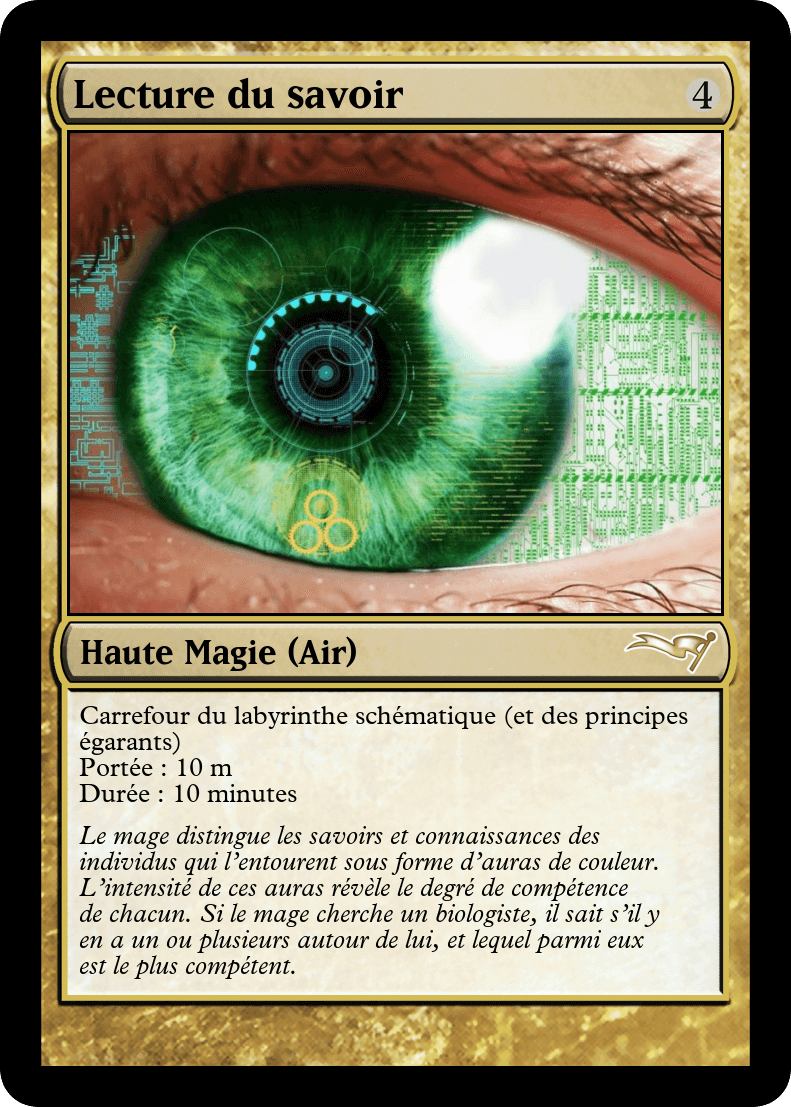 Lecture du savoir 4
Haute Magie (Air)
Carrefour du labyrinthe schématique (et des principes
égarants)
Portée : 10 m
Durée : 10 minutes
Le mage distingue les savoirs et connaissances des
individus qui l'entourent sous forme d'auras de couleur.
L'intensité de ces auras révèle le degré de compétence
de chacun. Si le mage cherche un biologiste, il sait s'il y
en a un ou plusieurs autour de lui, et lequel parmi eux
est le plus compétent.